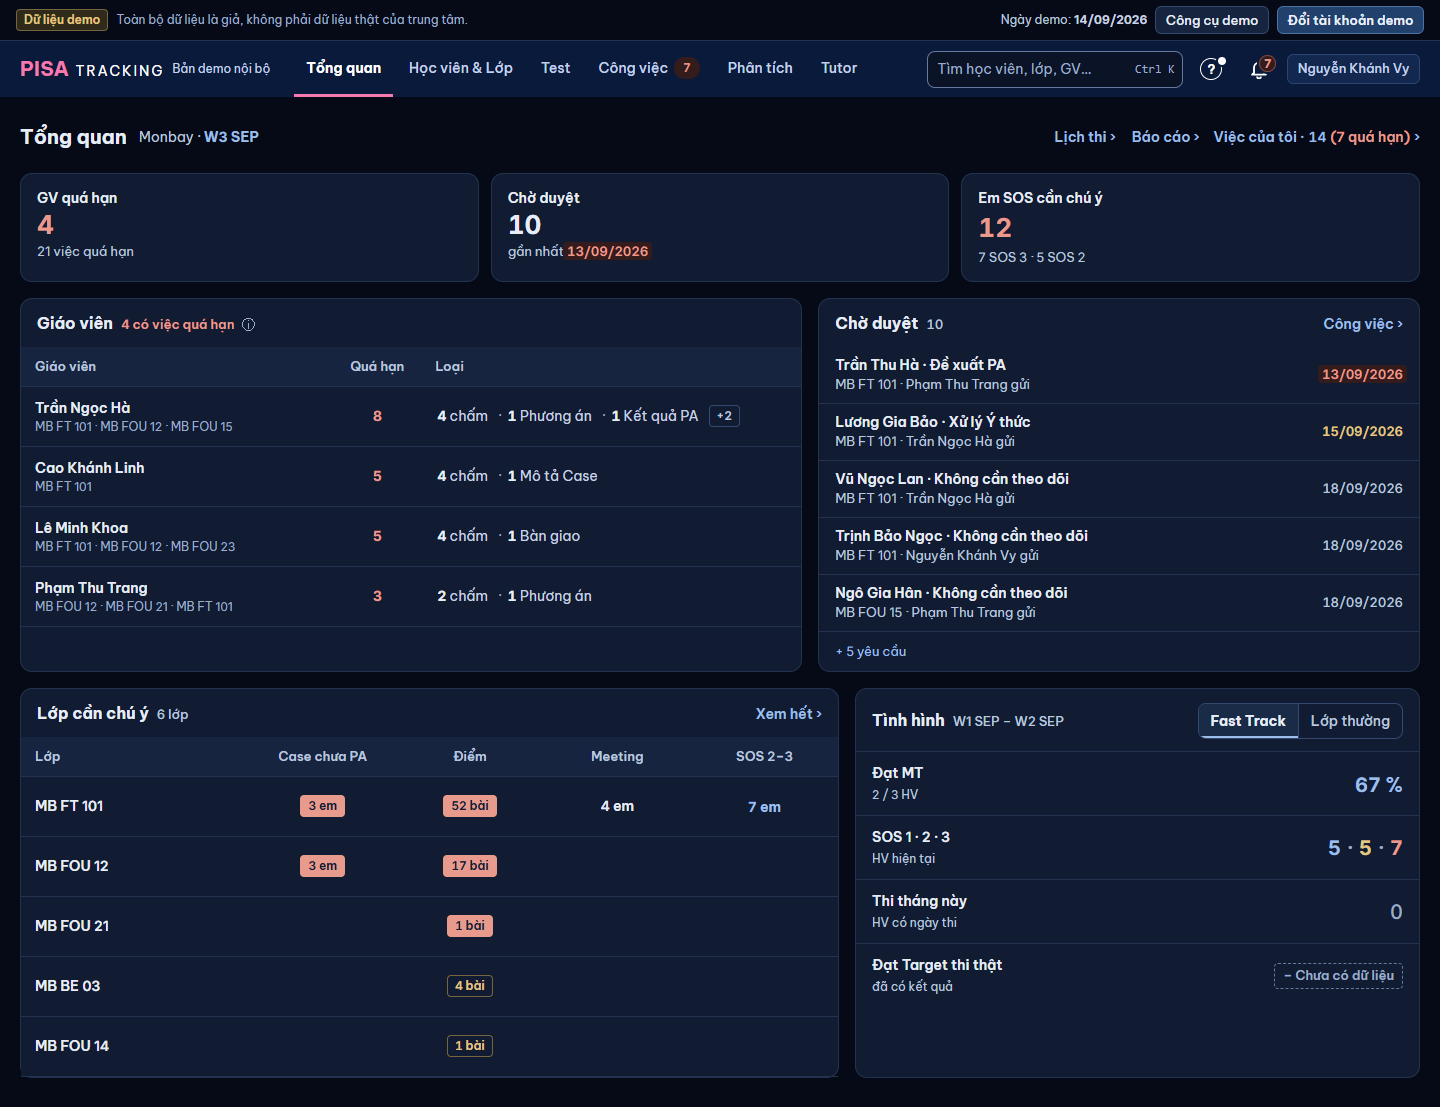 Dữ liệu demo Toàn bộ dữ liệu là giả, không phải dữ liệu thật của trung tâm. Ngày demo: 14/09/2026 Công cụ demo Đổi tài khoản demo
PISA TRACKING Bản demo nội bộ Tổng quan Học viên & Lớp Test Công việc 7 Phân tích Tutor Tìm học viên, lớp, GV... Ctrl K ? 7 Nguyễn Khánh Vy
Tổng quan Monbay · W3 SEP Lịch thi › Báo cáo › Việc của tôi · 14 (7 quá hạn) ›
GV quá hạn
4
21 việc quá hạn
Chờ duyệt
10
gần nhất 13/09/2026
Em SOS cần chú ý
12
7 SOS 3 · 5 SOS 2
Giáo viên 4 có việc quá hạn ⓘ
Giáo viên Quá hạn Loại
Trần Ngọc Hà
MB FT 101 · MB FOU 12 · MB FOU 15
8 4 chấm · 1 Phương án · 1 Kết quả PA +2
Cao Khánh Linh
MB FT 101
5 4 chấm · 1 Mô tả Case
Lê Minh Khoa
MB FT 101 · MB FOU 12 · MB FOU 23
5 4 chấm · 1 Bàn giao
Phạm Thu Trang
MB FOU 12 · MB FOU 21 · MB FT 101
3 2 chấm · 1 Phương án
Chờ duyệt 10 Công việc ›
Trần Thu Hà · Đề xuất PA
MB FT 101 · Phạm Thu Trang gửi
13/09/2026
Lương Gia Bảo · Xử lý Ý thức
MB FT 101 · Trần Ngọc Hà gửi
15/09/2026
Vũ Ngọc Lan · Không cần theo dõi
MB FT 101 · Trần Ngọc Hà gửi
18/09/2026
Trịnh Bảo Ngọc · Không cần theo dõi
MB FT 101 · Nguyễn Khánh Vy gửi
18/09/2026
Ngô Gia Hân · Không cần theo dõi
MB FOU 15 · Phạm Thu Trang gửi
18/09/2026
+ 5 yêu cầu
Lớp cần chú ý 6 lớp Xem hết ›
Lớp Case chưa PA Điểm Meeting SOS 2–3
MB FT 101 3 em 52 bài 4 em 7 em
MB FOU 12 3 em 17 bài
MB FOU 21 1 bài
MB BE 03 4 bài
MB FOU 14 1 bài
Tình hình W1 SEP – W2 SEP Fast Track Lớp thường
Đạt MT
2 / 3 HV
67 %
SOS 1 · 2 · 3
HV hiện tại
5 · 5 · 7
Thi tháng này
HV có ngày thi
0
Đạt Target thi thật
đã có kết quả
– Chưa có dữ liệu